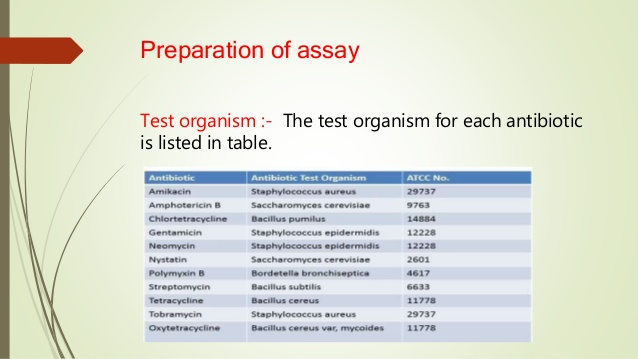 Preparation of assay
Test organism :- The test organism for each antibiotic
is listed in table.
Antibiotic Antibiotic Test Organism ATCC No.
Amikacin Staphylococcus aureus 29737
Amphotericin B Saccharomyces cerevisiae 9763
Chlortetracycline Bacillus pumilus 14884
Gentamicin Staphylococcus epidermidis 12228
Neomycin Staphylococcus epidermidis 12228
Nystatin Saccharomyces cerevisiae 2601
Polymyxin B Bordetella bronchiseptica 4617
Streptomycin Bacillus subtilis 6633
Tetracycline Bacillus cereus 11778
Tobramycin Staphylococcus aureus 29737
Oxytetracycline Bacillus cereus var, mycoides 11778